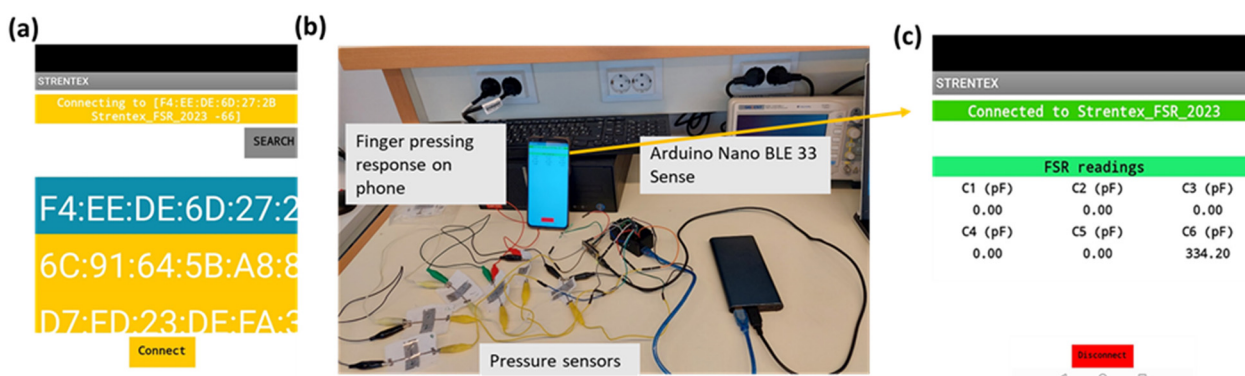 (a)
STRENTEX
Connecting to [F4:EE:DE:6D:27:2B
Strentex_FSR_2023 -66]
SEARCH
F4:EE:DE:6D:27:2
6C:91:64:5B:A8:8
D7:ED:23:DE:FA:3
Connect
(b)
Finger pressing
response on
phone
Arduino Nano BLE 33
Sense
Pressure sensors
(c)
STRENTEX
Connected to Strentex_FSR_2023
FSR readings
C1 (pF) C2 (pF) C3 (pF)
0.00 0.00 0.00
C4 (pF) C5 (pF) C6 (pF)
0.00 0.00 334.20
Disconnect